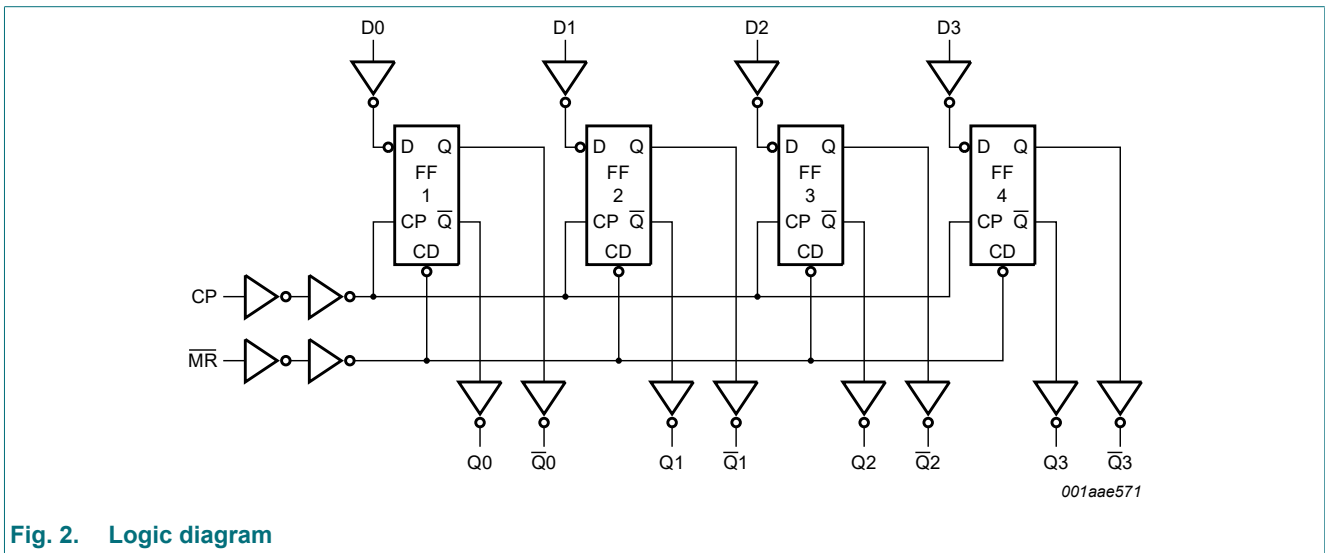 D0 D1 D2 D3
D Q D Q D Q D Q
FF FF FF FF
1 2 3 4
CP Q̅ CP Q̅ CP Q̅ CP Q̅
CD CD CD CD
CP
M̅R̅
Q0 Q̅0 Q1 Q̅1 Q2 Q̅2 Q3 Q̅3
001aae571
Fig. 2. Logic diagram